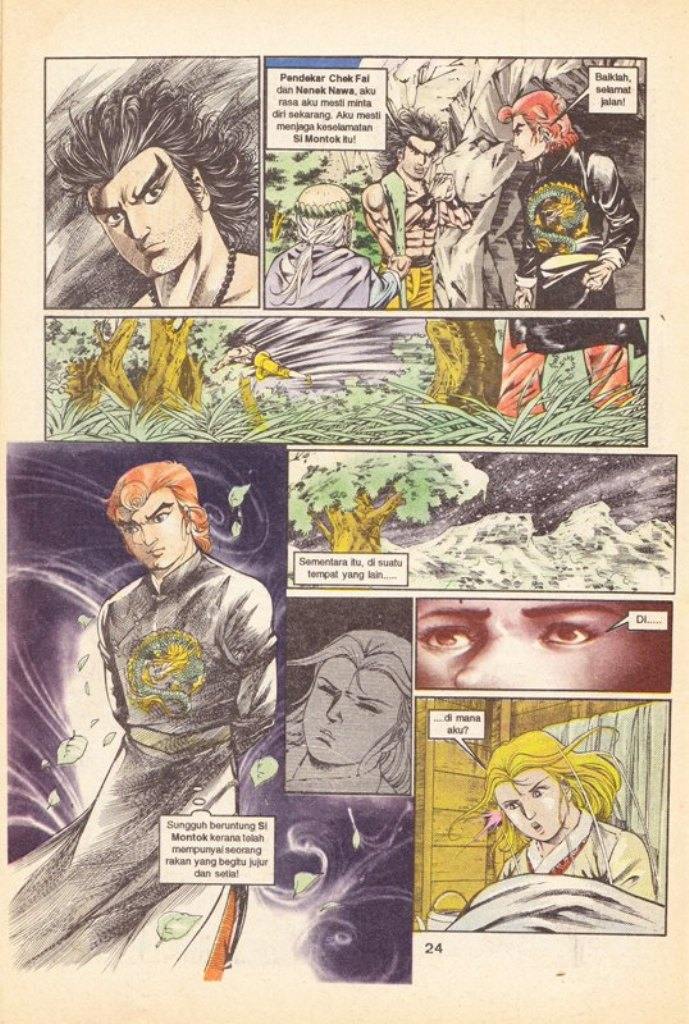 Pendekar Chek Fai
dan Nenek Nawa, aku
rasa aku mesti minta
diri sekarang. Aku mesti
menjaga keselamatan
Si Montok itu!
Baiklah,
selamat
jalan!
Sementara itu, di suatu
tempat yang lain.....
Di.....
....di mana
aku?
Sungguh beruntung Si
Montok kerana telah
mempunyai seorang
rakan yang begitu jujur
dan setia!
24